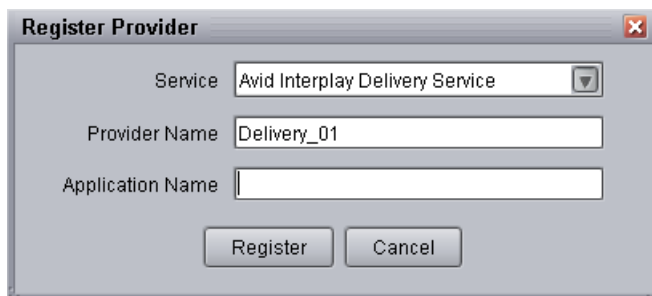 Register Provider
Service Avid Interplay Delivery Service
Provider Name Delivery_01
Application Name
Register Cancel